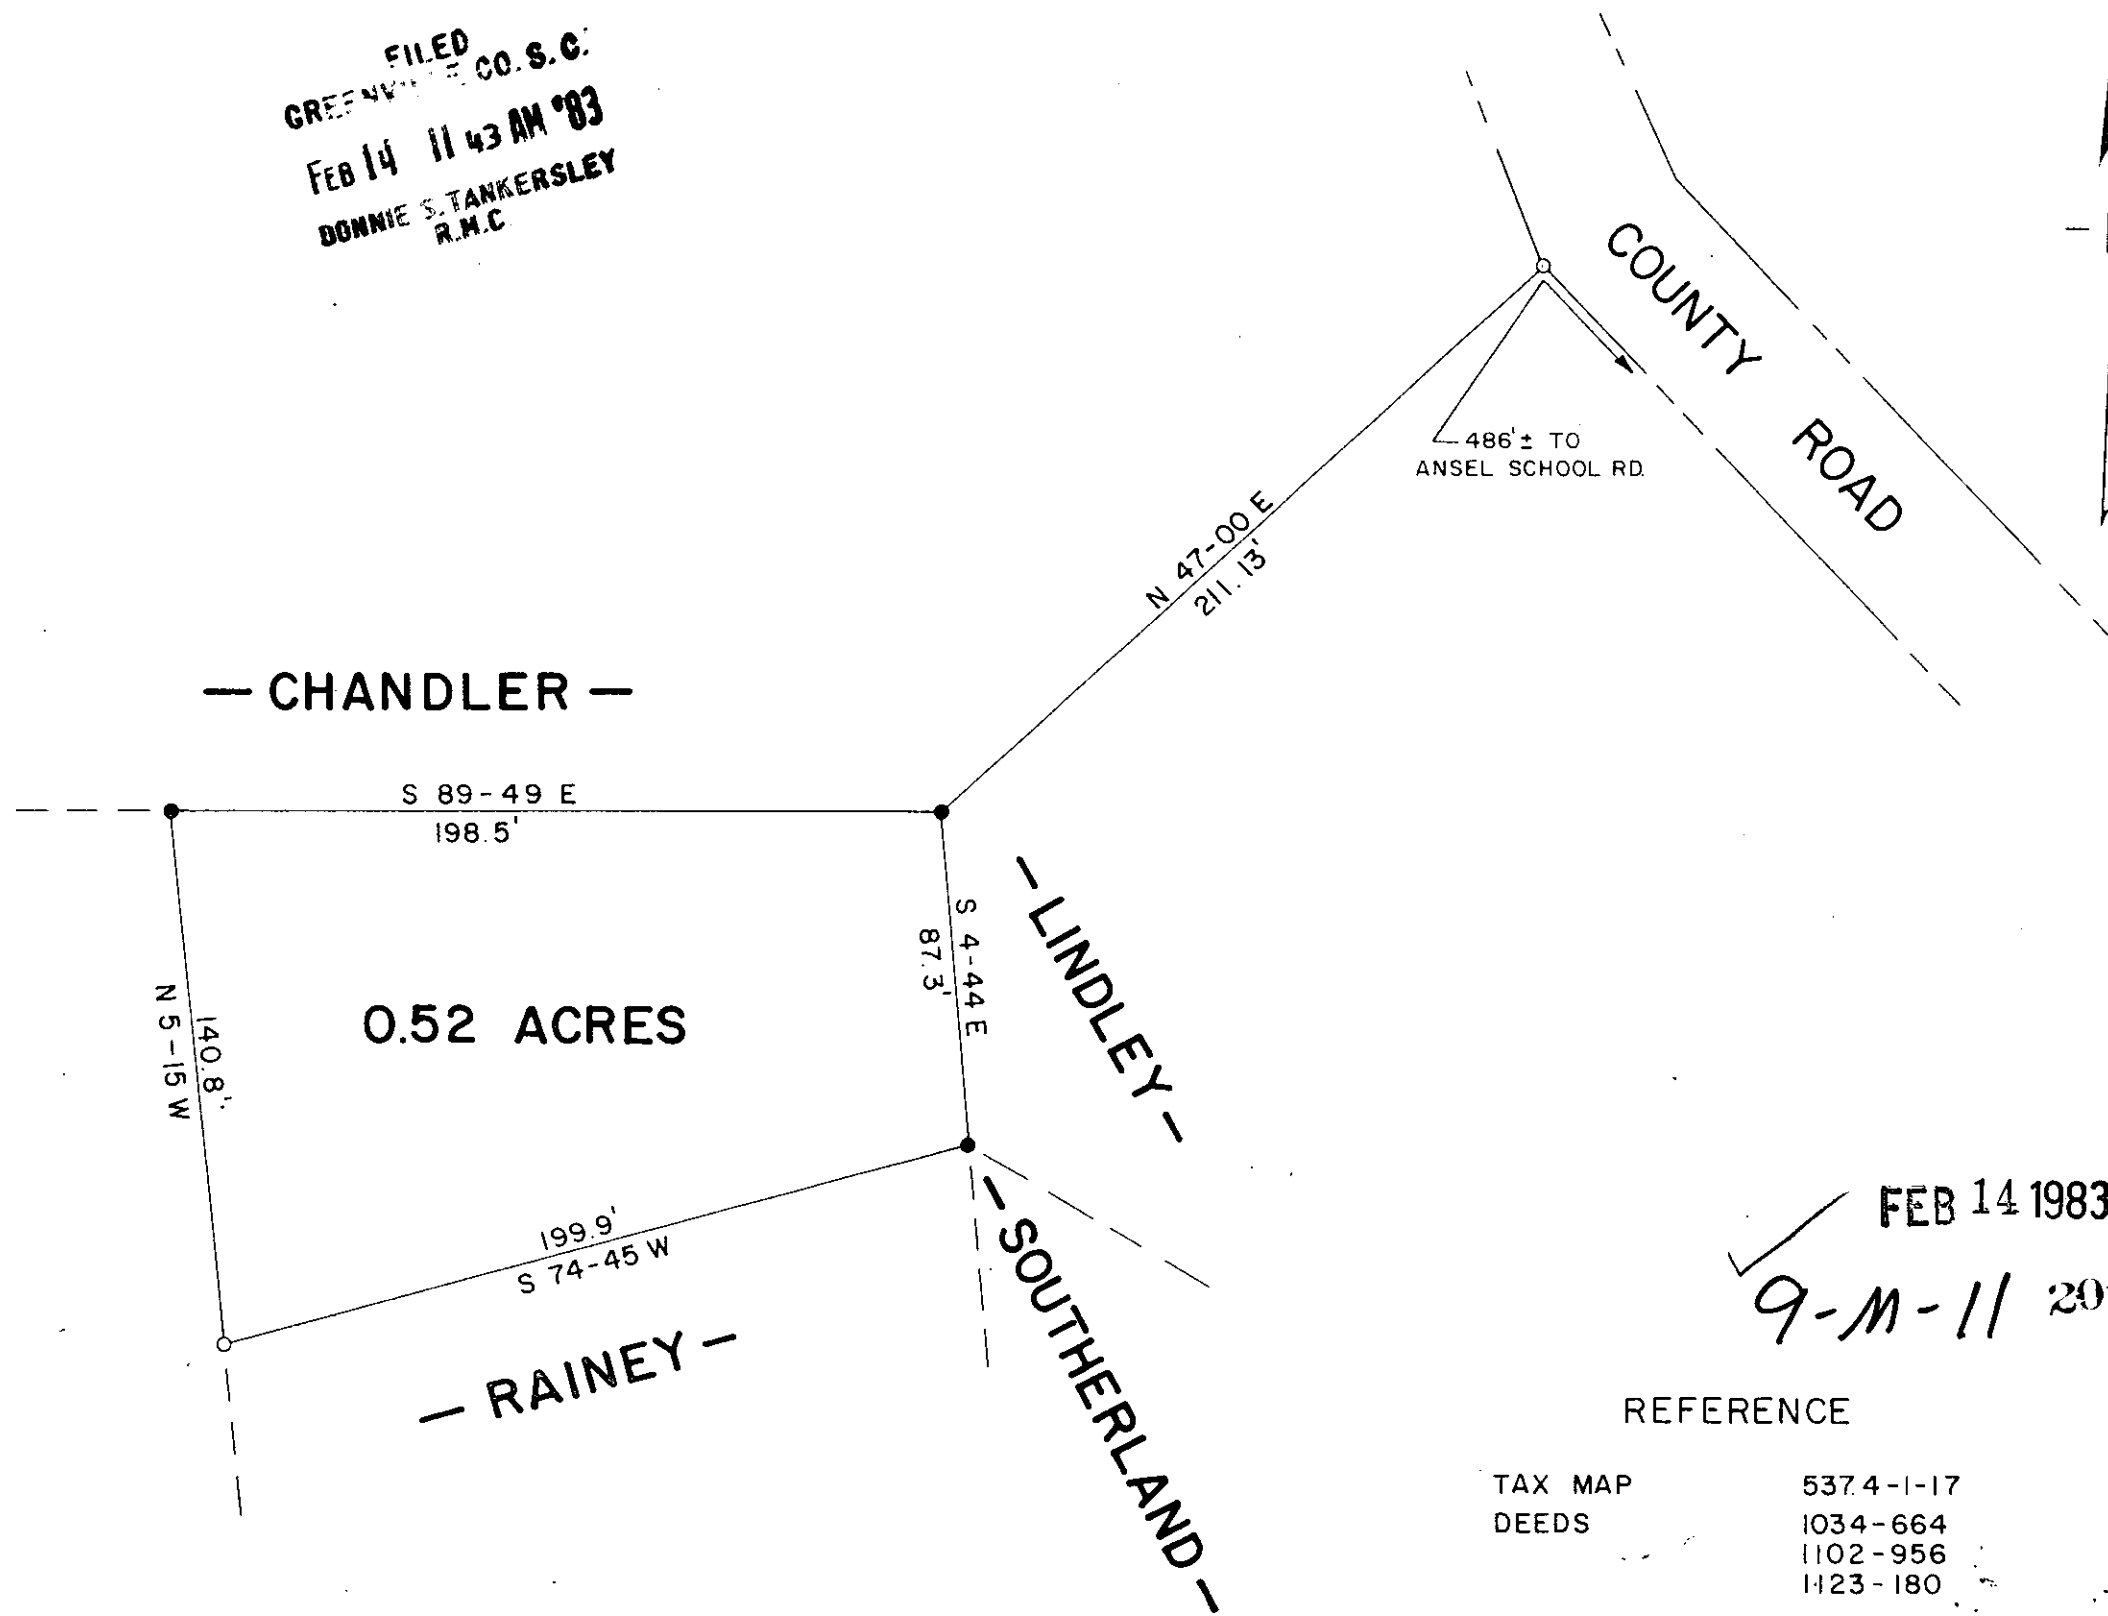 FILED
CO. S. C.
FEB 14 11 43 AM '83
DONNIE S. TANKERSLEY
R.M.C
COUNTY ROAD
486'± TO
ANSEL SCHOOL RD.
N 47-00 E
211.13'
— CHANDLER —
S 89-49 E
198.5'
S 4-44 E
87.3'
— LINDLEY —
N 5-15 W
140.8'
0.52 ACRES
199.9'
S 74-45 W
— RAINEY —
— SOUTHERLAND —
FEB 14 1983
9-M-11
REFERENCE
TAX MAP 537.4-1-17
DEEDS 1034-664
1102-956
1123-180